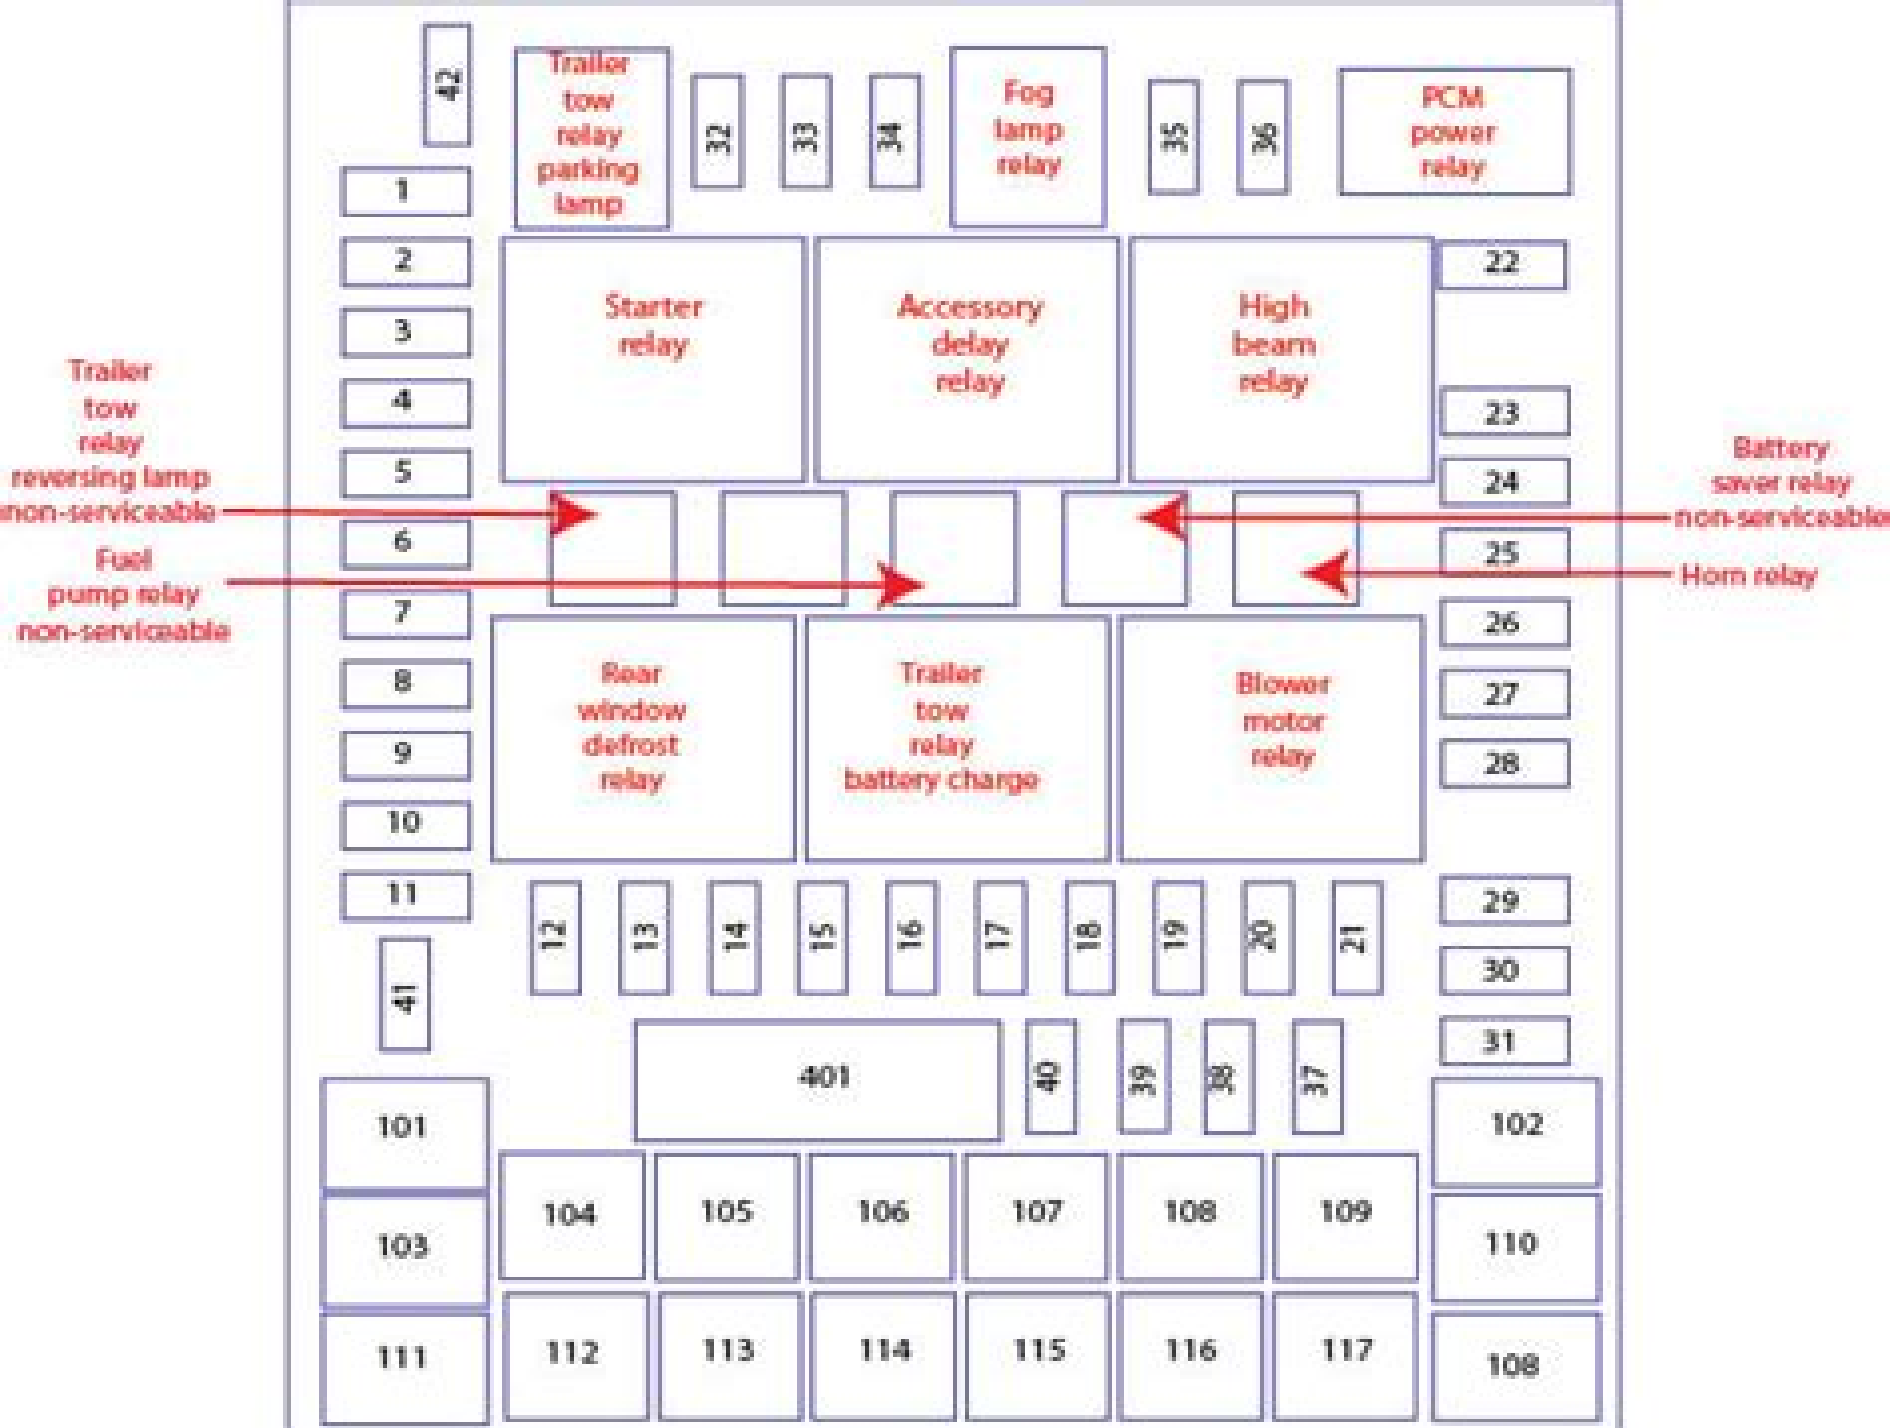 42
Trailer
tow
relay
parking
lamp
32
33
34
Fog
lamp
relay
35
36
PCM
power
relay
1
2
3
4
5
6
7
8
9
10
11
41
Starter
relay
Accessory
delay
relay
High
beam
relay
22
23
24
25
26
27
28
29
30
31
Trailer
tow
relay
reversing lamp
non-serviceable
Fuel
pump relay
non-serviceable
Battery
saver relay
non-serviceable
Horn relay
Rear
window
defrost
relay
Trailer
tow
relay
battery charge
Blower
motor
relay
12
13
14
15
16
17
18
19
20
21
401
40
39
38
37
101
102
103
104
105
106
107
108
109
110
111
112
113
114
115
116
117
108